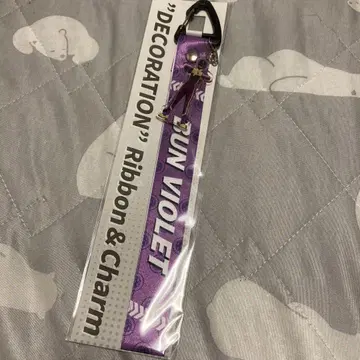 "DECORATION" Ribbon & Charm
BUN VIOLET